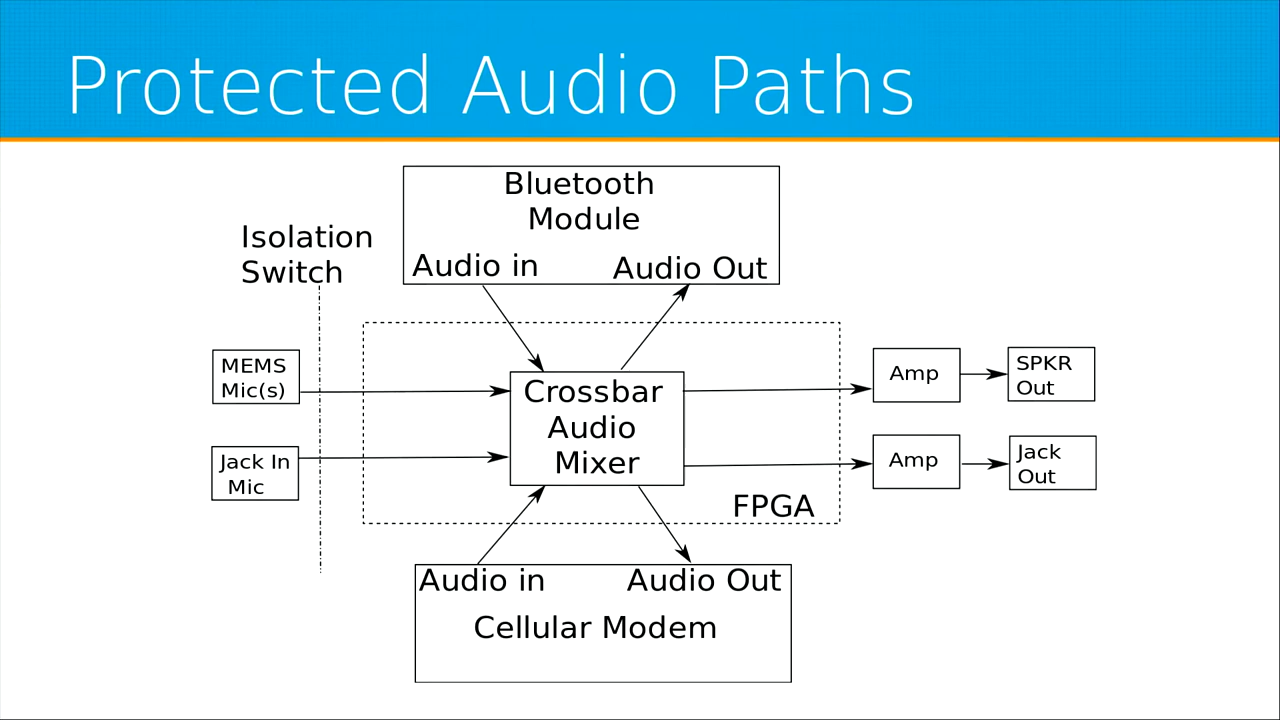 Protected Audio Paths
Bluetooth
Module
Audio in
Audio Out
Isolation
Switch
MEMS
Mic(s)
Jack In
Mic
Crossbar
Audio
Mixer
FPGA
Amp
SPKR
Out
Amp
Jack
Out
Audio in
Audio Out
Cellular Modem